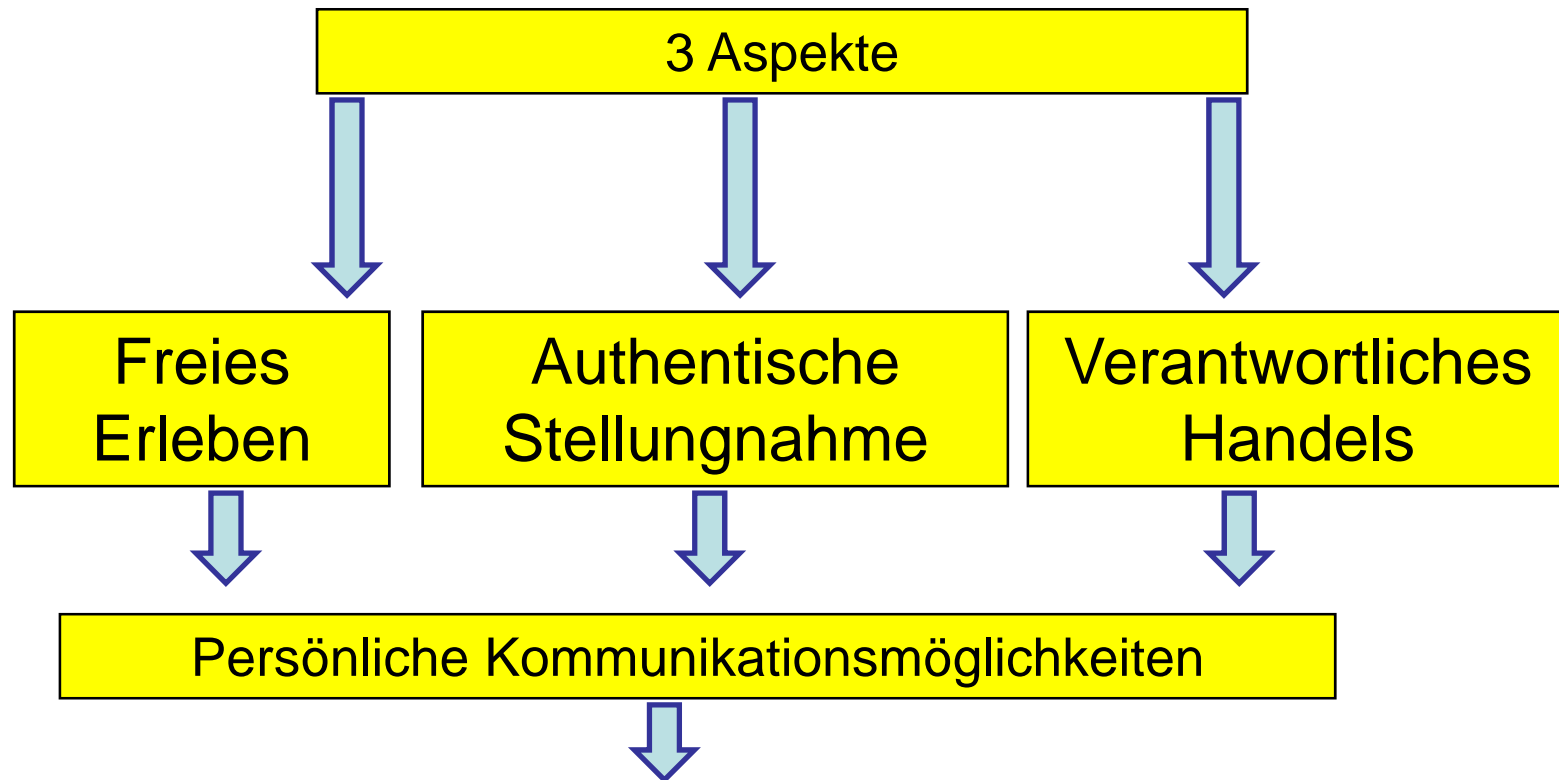 3 Aspekte
Freies
Erleben
Authentische
Stellungnahme
Verantwortliches
Handels
Persönliche Kommunikationsmöglichkeiten